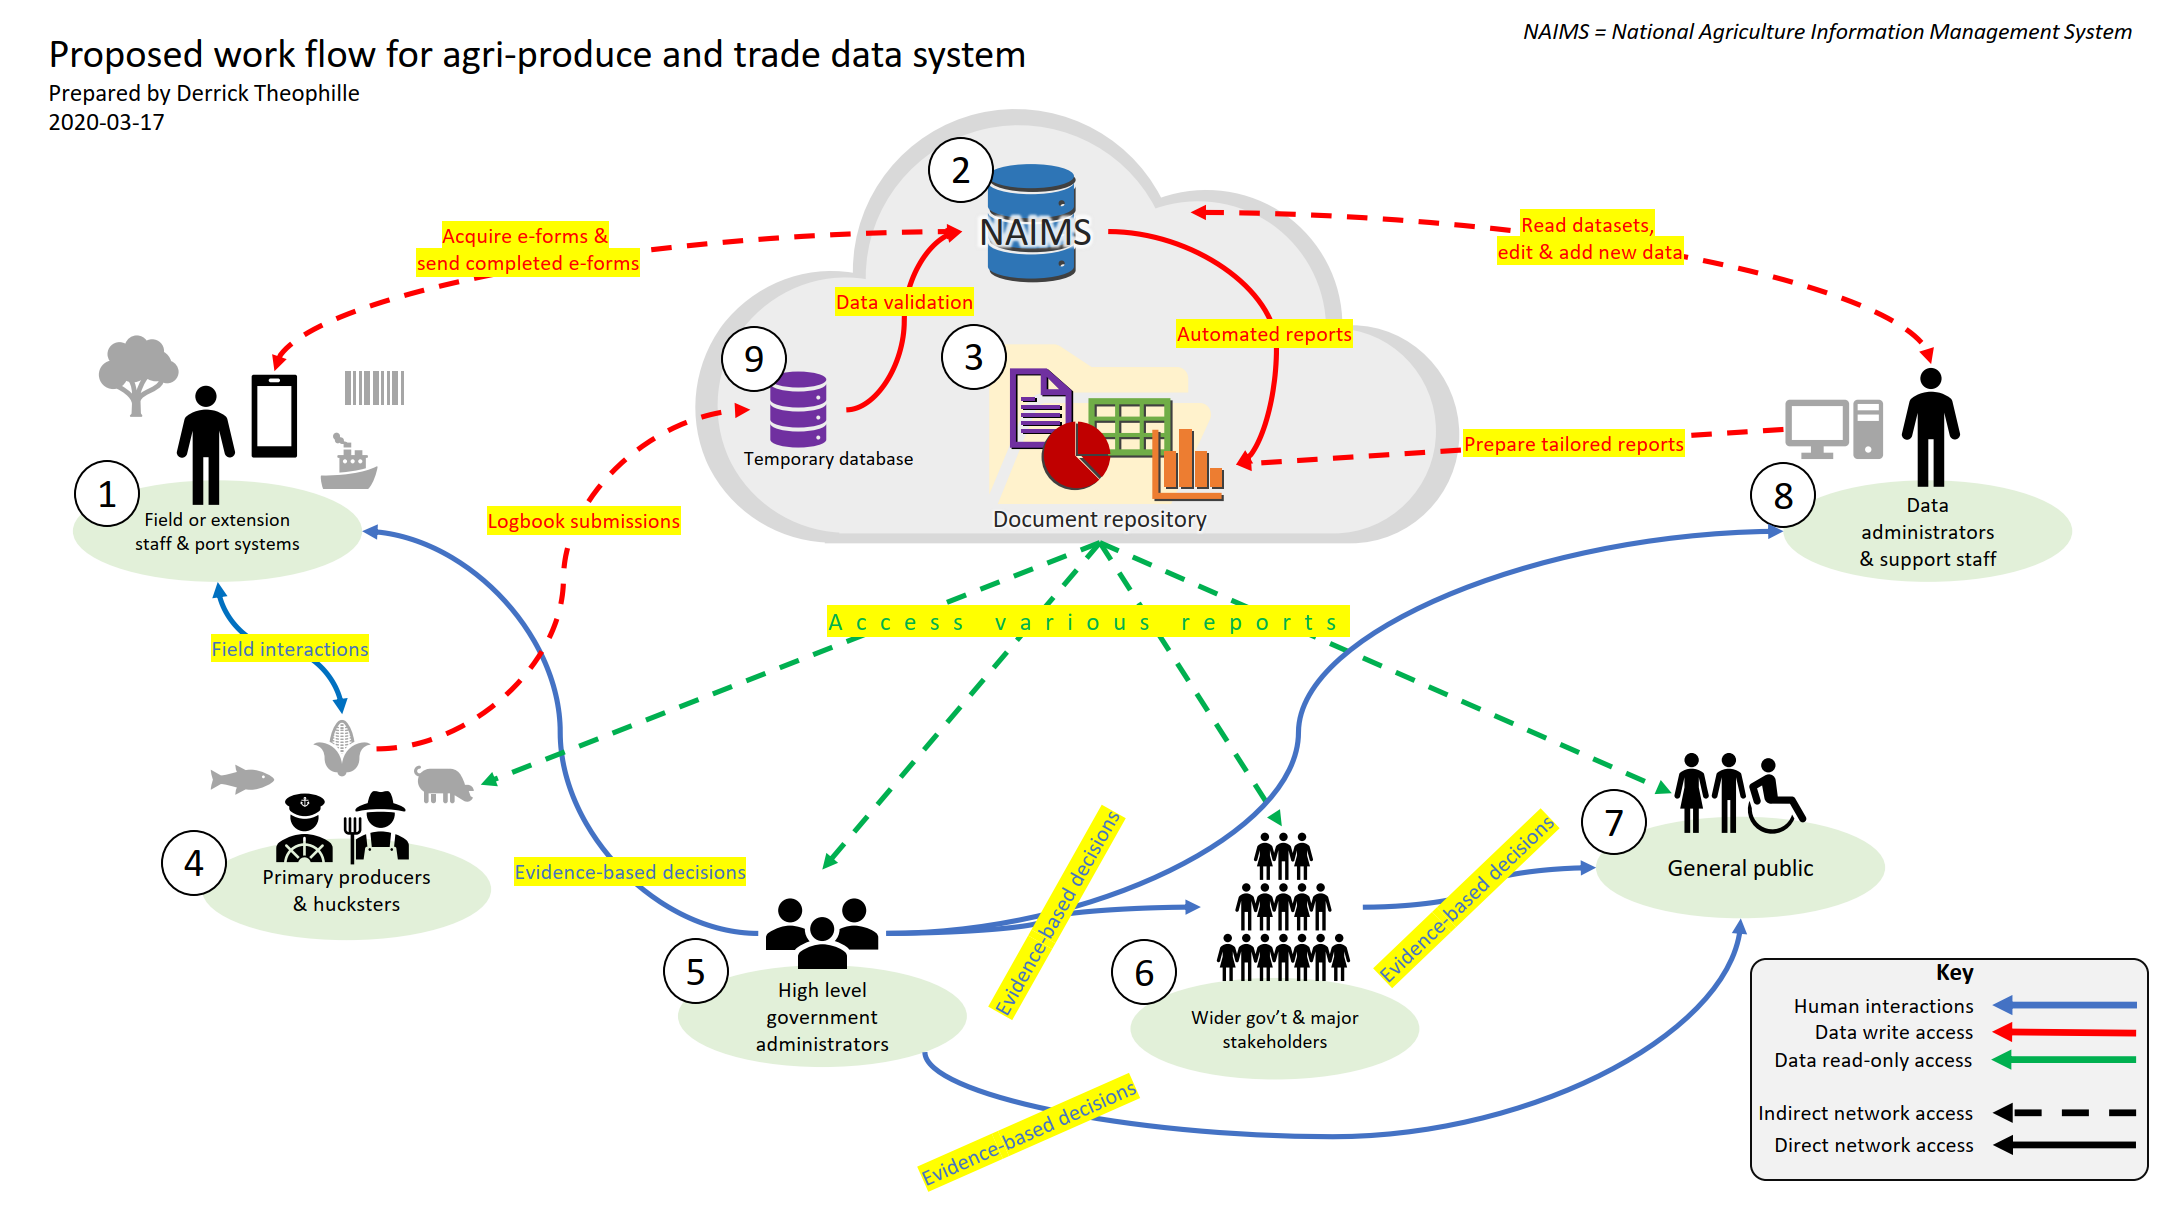 Proposed work flow for agri-produce and trade data system
Prepared by Derrick Theophille
2020-03-17
NAIMS = National Agriculture Information Management System
2
NAIMS
Acquire e-forms &
send completed e-forms
Read datasets,
edit & add new data
Data validation
Automated reports
9
3
Temporary database
Document repository
Prepare tailored reports
1
Field or extension
staff & port systems
Logbook submissions
8
Data
administrators
& support staff
Field interactions
Access various reports
4
Primary producers
& hucksters
Evidence-based decisions
Evidence-based decisions
Evidence-based decisions
7
General public
5
High level
government
administrators
6
Wider gov't & major
stakeholders
Evidence-based decisions
Key
Human interactions
Data write access
Data read-only access
Indirect network access
Direct network access